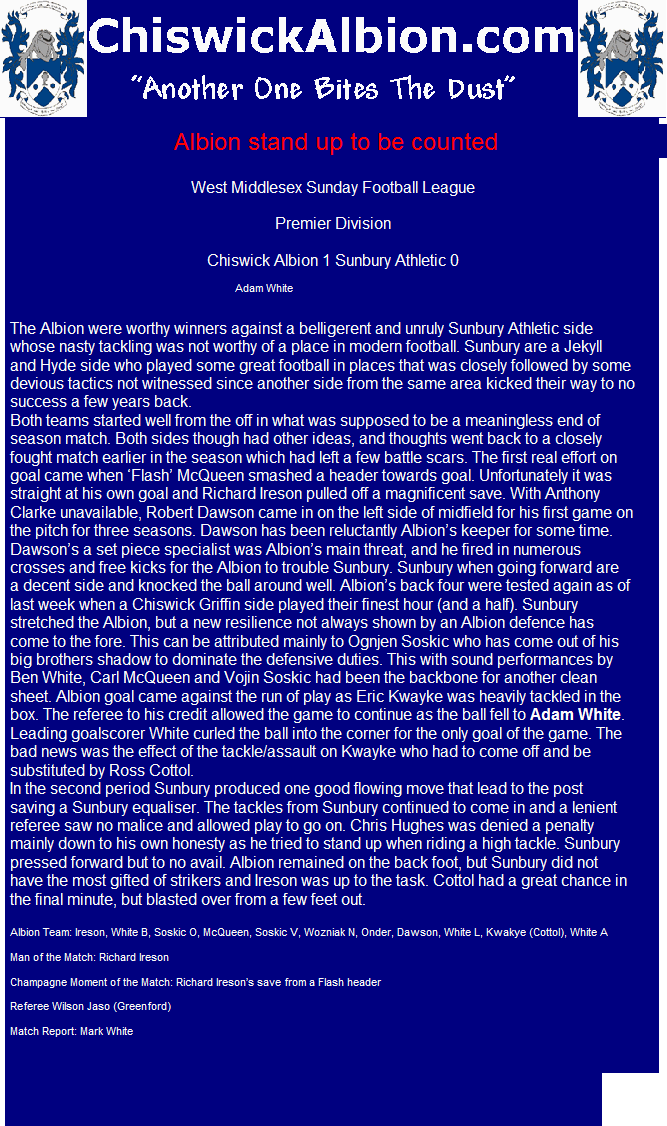 ChiswickAlbion.com
"Another One Bites The Dust"
Albion stand up to be counted
West Middlesex Sunday Football League
Premier Division
Chiswick Albion 1 Sunbury Athletic 0
Adam White
The Albion were worthy winners against a belligerent and unruly Sunbury Athletic side
whose nasty tackling was not worthy of a place in modern football. Sunbury are a Jekyll
and Hyde side who played some great football in places that was closely followed by some
devious tactics not witnessed since another side from the same area kicked their way to no
success a few years back.
Both teams started well from the off in what was supposed to be a meaningless end of
season match. Both sides though had other ideas, and thoughts went back to a closely
fought match earlier in the season which had left a few battle scars. The first real effort on
goal came when ‘Flash’ McQueen smashed a header towards goal. Unfortunately it was
straight at his own goal and Richard Ireson pulled off a magnificent save. With Anthony
Clarke unavailable, Robert Dawson came in on the left side of midfield for his first game on
the pitch for three seasons. Dawson has been reluctantly Albion’s keeper for some time.
Dawson’s a set piece specialist was Albion’s main threat, and he fired in numerous
crosses and free kicks for the Albion to trouble Sunbury. Sunbury when going forward are
a decent side and knocked the ball around well. Albion’s back four were tested again as of
last week when a Chiswick Griffin side played their finest hour (and a half). Sunbury
stretched the Albion, but a new resilience not always shown by an Albion defence has
come to the fore. This can be attributed mainly to Ognjen Soskic who has come out of his
big brothers shadow to dominate the defensive duties. This with sound performances by
Ben White, Carl McQueen and Vojin Soskic had been the backbone for another clean
sheet. Albion goal came against the run of play as Eric Kwayke was heavily tackled in the
box. The referee to his credit allowed the game to continue as the ball fell to Adam White.
Leading goalscorer White curled the ball into the corner for the only goal of the game. The
bad news was the effect of the tackle/assault on Kwayke who had to come off and be
substituted by Ross Cottol.
In the second period Sunbury produced one good flowing move that lead to the post
saving a Sunbury equaliser. The tackles from Sunbury continued to come in and a lenient
referee saw no malice and allowed play to go on. Chris Hughes was denied a penalty
mainly down to his own honesty as he tried to stand up when riding a high tackle. Sunbury
pressed forward but to no avail. Albion remained on the back foot, but Sunbury did not
have the most gifted of strikers and Ireson was up to the task. Cottol had a great chance in
the final minute, but blasted over from a few feet out.
Albion Team: Ireson, White B, Soskic O, McQueen, Soskic V, Wozniak N, Onder, Dawson, White L, Kwakye (Cottol), White A
Man of the Match: Richard Ireson
Champagne Moment of the Match: Richard Ireson's save from a Flash header
Referee Wilson Jaso (Greenford)
Match Report: Mark White